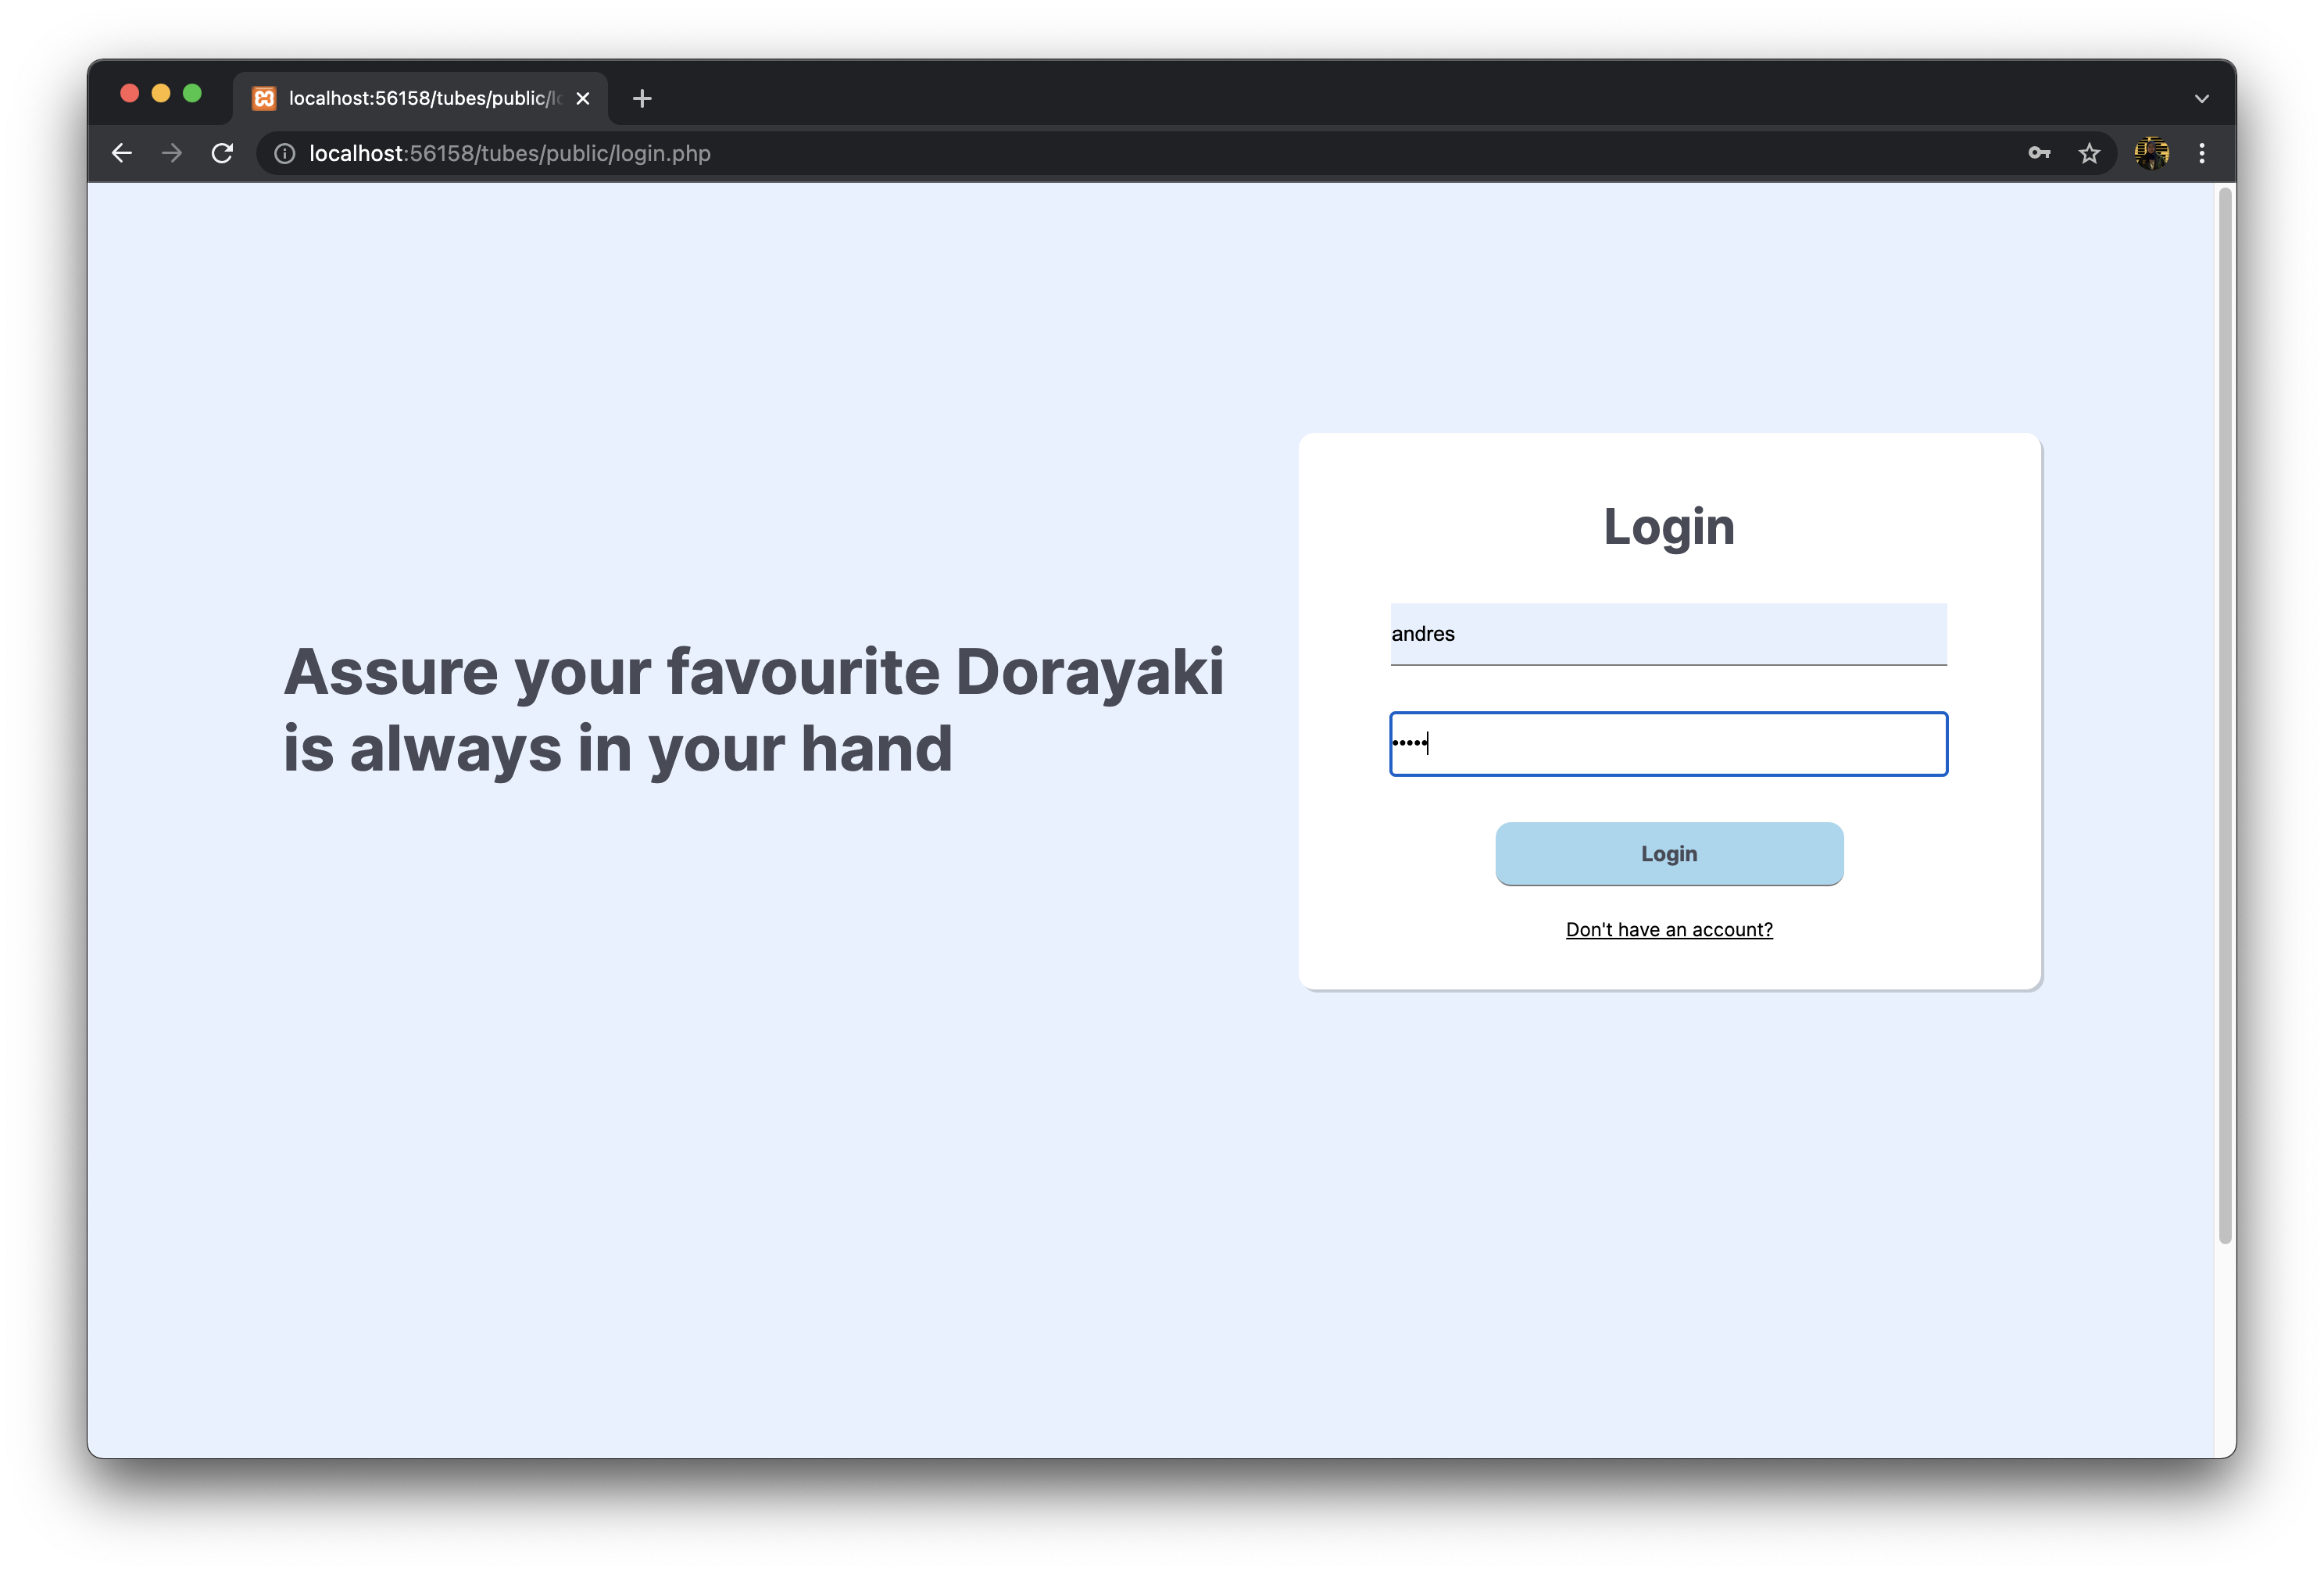 localhost:56158/tubes/public/lo
localhost:56158/tubes/public/login.php
Assure your favourite Dorayaki
is always in your hand
Login
andres
•••••
Login
Don't have an account?